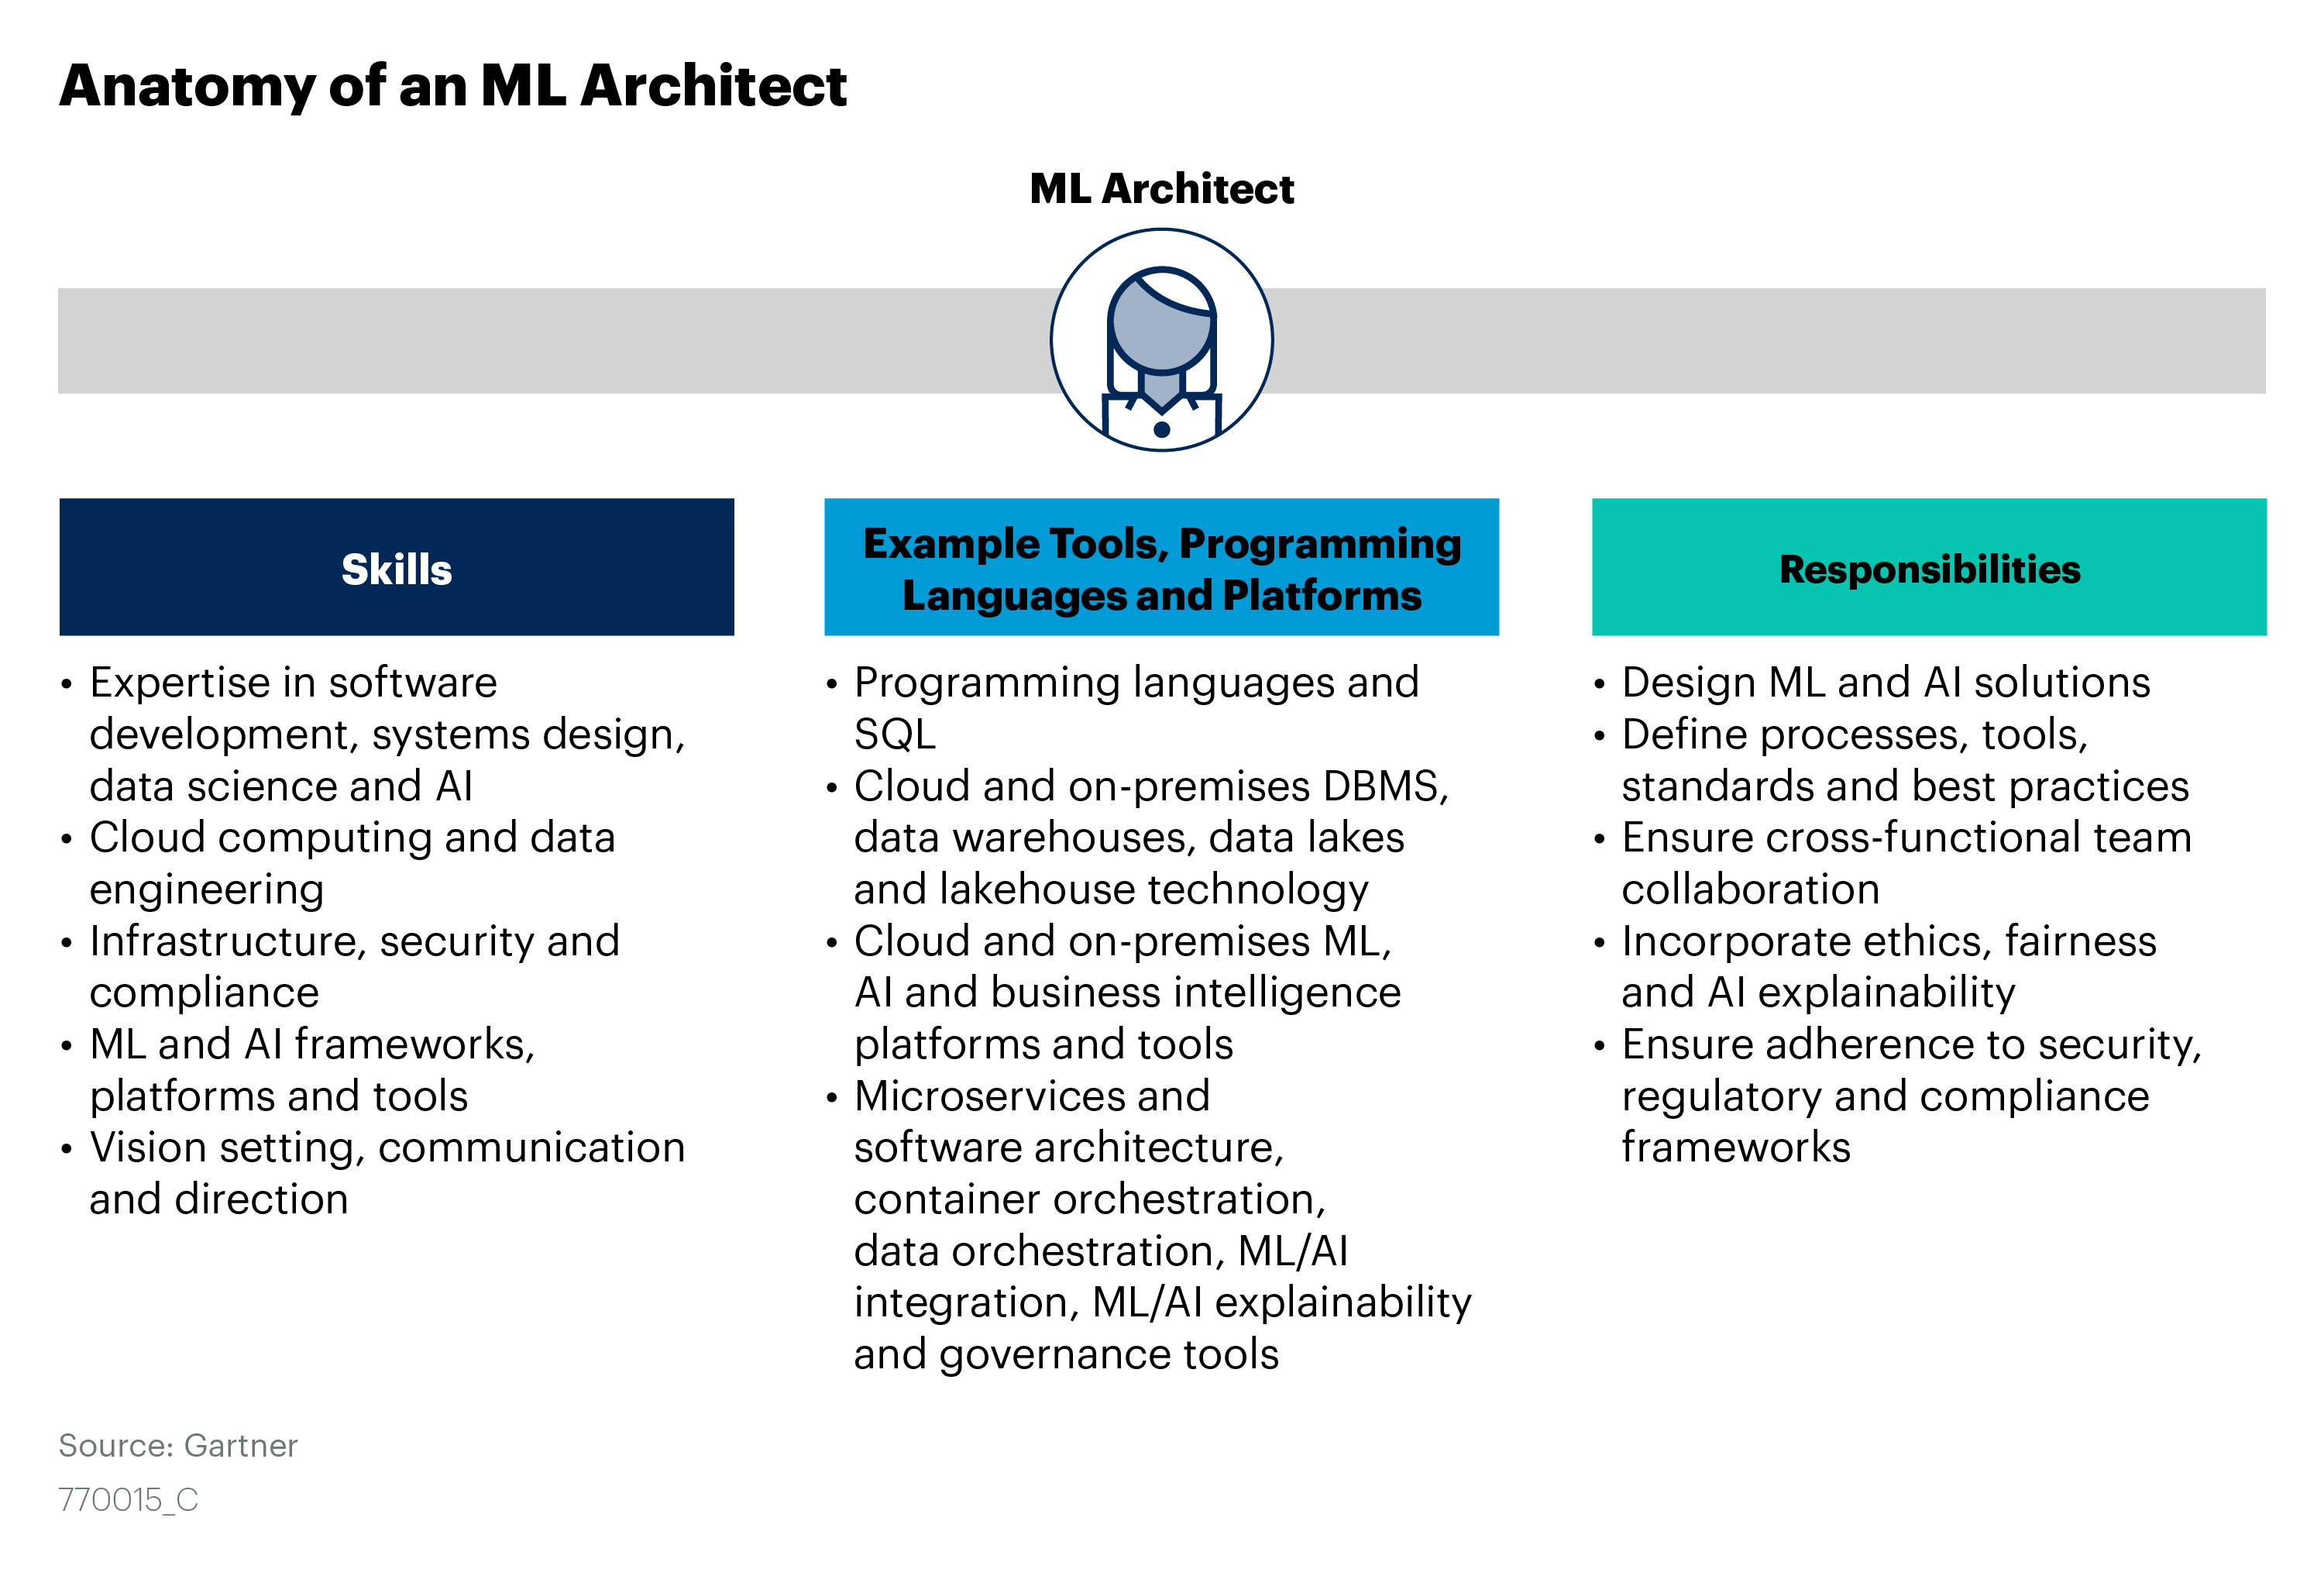 Anatomy of an ML Architect
ML Architect
Skills
• Expertise in software
development, systems design,
data science and AI
• Cloud computing and data
engineering
• Infrastructure, security and
compliance
• ML and AI frameworks,
platforms and tools
• Vision setting, communication
and direction
Example Tools, Programming
Languages and Platforms
• Programming languages and
SQL
• Cloud and on-premises DBMS,
data warehouses, data lakes
and lakehouse technology
• Cloud and on-premises ML,
AI and business intelligence
platforms and tools
• Microservices and
software architecture,
container orchestration,
data orchestration, ML/AI
integration, ML/AI explainability
and governance tools
Responsibilities
• Design ML and AI solutions
• Define processes, tools,
standards and best practices
• Ensure cross-functional team
collaboration
• Incorporate ethics, fairness
and AI explainability
• Ensure adherence to security,
regulatory and compliance
frameworks
Source: Gartner
770015_C